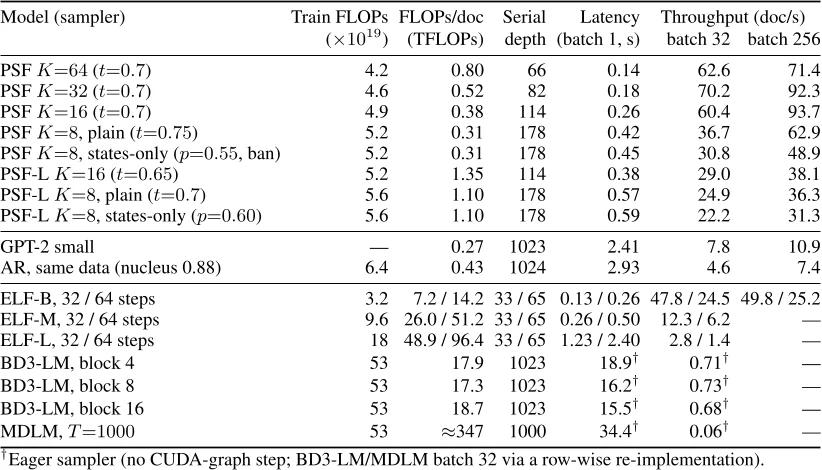 Model (sampler) Train FLOPs FLOPs/doc Serial Latency Throughput (doc/s)
(×10¹⁹) (TFLOPs) depth (batch 1, s) batch 32 batch 256
PSF K=64 (t=0.7) 4.2 0.80 66 0.14 62.6 71.4
PSF K=32 (t=0.7) 4.6 0.52 82 0.18 70.2 92.3
PSF K=16 (t=0.7) 4.9 0.38 114 0.26 60.4 93.7
PSF K=8, plain (t=0.75) 5.2 0.31 178 0.42 36.7 62.9
PSF K=8, states-only (p=0.55, ban) 5.2 0.31 178 0.45 30.8 48.9
PSF-L K=16 (t=0.65) 5.2 1.35 114 0.38 29.0 38.1
PSF-L K=8, plain (t=0.7) 5.6 1.10 178 0.57 24.9 36.3
PSF-L K=8, states-only (p=0.60) 5.6 1.10 178 0.59 22.2 31.3
GPT-2 small — 0.27 1023 2.41 7.8 10.9
AR, same data (nucleus 0.88) 6.4 0.43 1024 2.93 4.6 7.4
ELF-B, 32 / 64 steps 3.2 7.2 / 14.2 33 / 65 0.13 / 0.26 47.8 / 24.5 49.8 / 25.2
ELF-M, 32 / 64 steps 9.6 26.0 / 51.2 33 / 65 0.26 / 0.50 12.3 / 6.2 —
ELF-L, 32 / 64 steps 18 48.9 / 96.4 33 / 65 1.23 / 2.40 2.8 / 1.4 —
BD3-LM, block 4 53 17.9 1023 18.9† 0.71† —
BD3-LM, block 8 53 17.3 1023 16.2† 0.73† —
BD3-LM, block 16 53 18.7 1023 15.5† 0.68† —
MDLM, T=1000 53 ≈347 1000 34.4† 0.06† —
†Eager sampler (no CUDA-graph step; BD3-LM/MDLM batch 32 via a row-wise re-implementation).